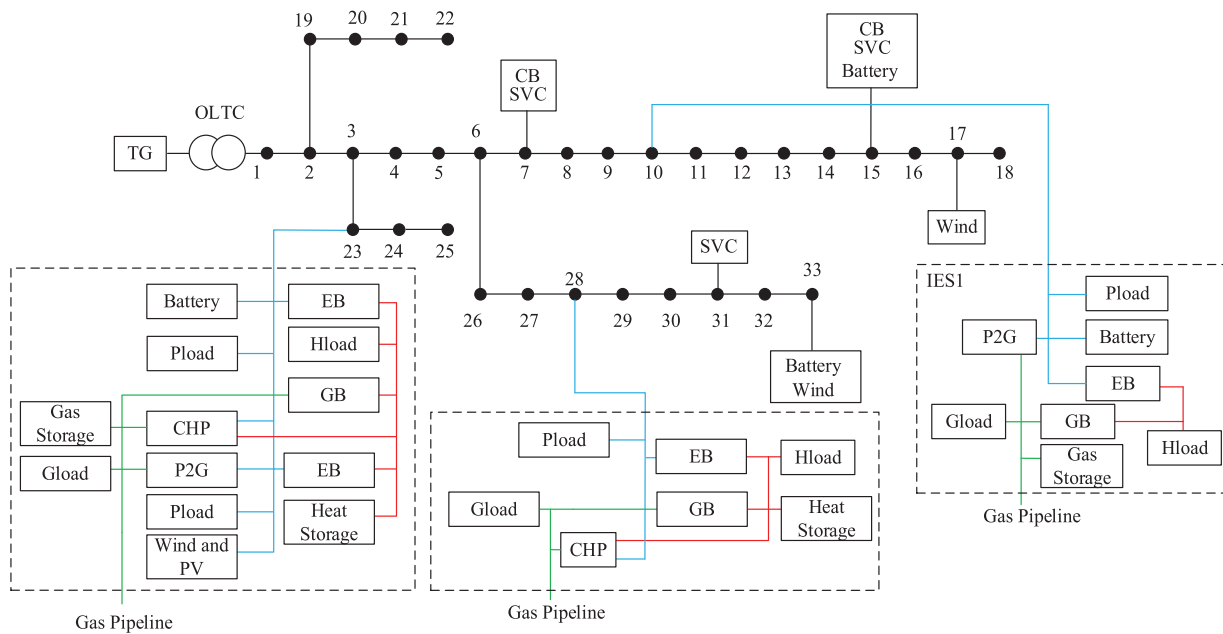 19
20
21
22
CB
SVC
CB
SVC
Battery
OLTC
TG
3
6
17
1
2
4
5
7
8
9
10
11
12
13
14
15
16
18
Wind
23
24
25
SVC
28
33
26
27
29
30
31
32
Battery
Wind
Battery
EB
Pload
Hload
GB
Gas
Storage
CHP
Gload
P2G
EB
Pload
Heat
Storage
Wind and
PV
Gas Pipeline
Pload
EB
Hload
Gload
GB
Heat
Storage
CHP
Gas Pipeline
IES1
Pload
P2G
Battery
EB
Gload
GB
Hload
Gas
Storage
Gas Pipeline